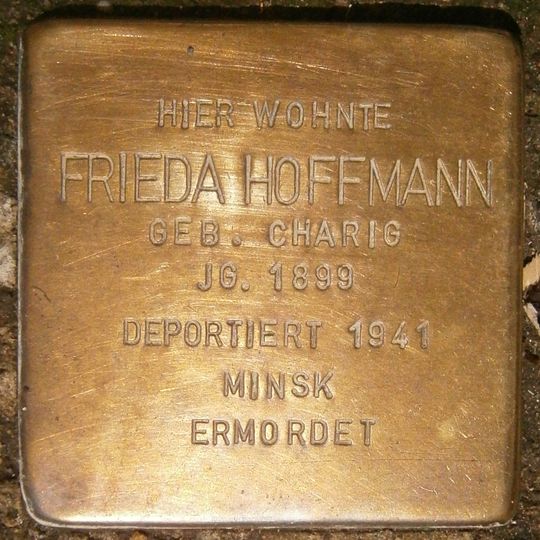 HIER WOHNTE
FRIEDA HOFFMANN
GEB. CHARIG
JG. 1899
DEPORTIERT 1941
MINSK
ERMORDET